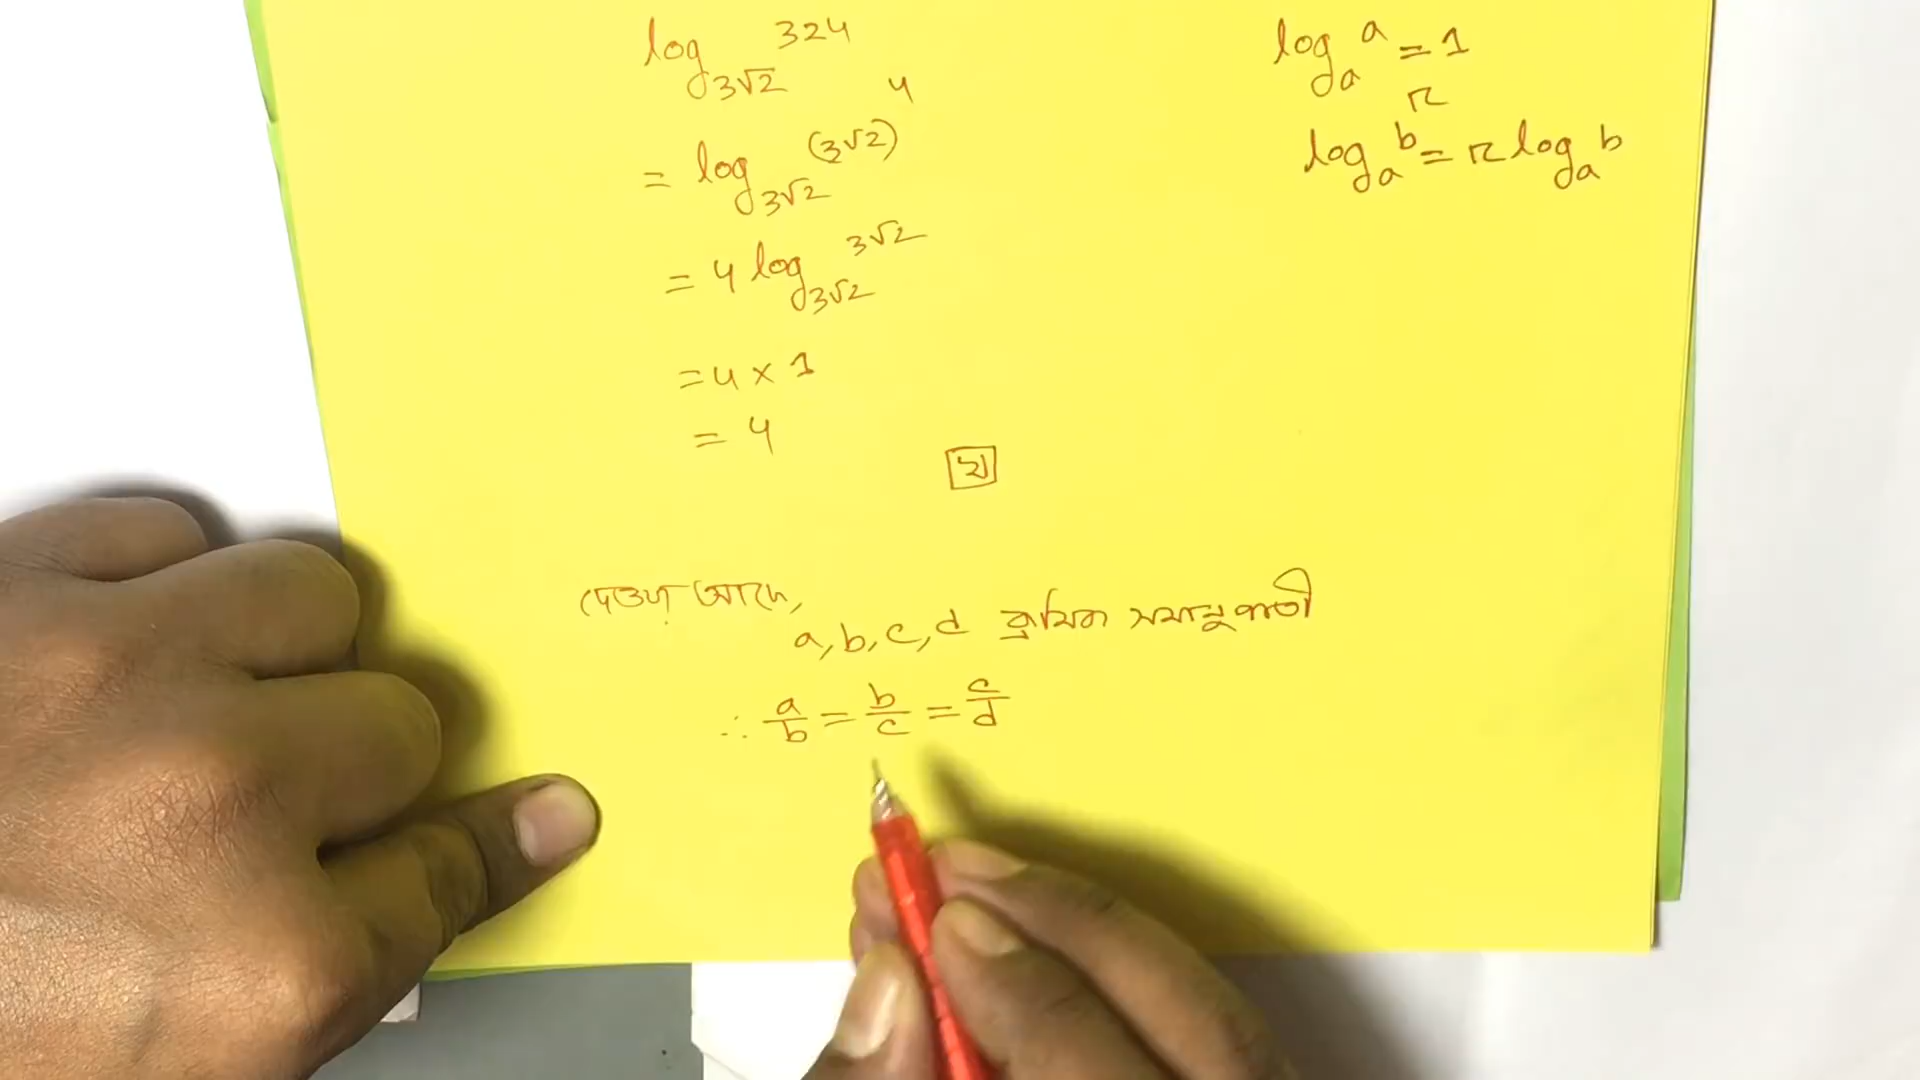 log_{3√2} 324
= log_{3√2} (3√2)^4
= 4 log_{3√2} 3√2
= 4 × 1
= 4
log_a a = 1
log_a b^r = r log_a b
খ
দেওয়া আছে,
a, b, c, d ক্রমিক সমানুপাতী
∴ a/b = b/c = c/d